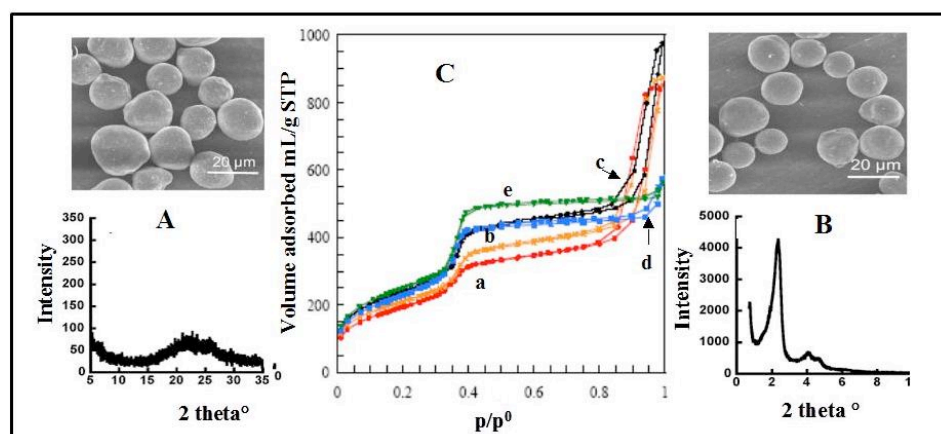 20 μm
A
350
300
250
200
150
100
50
0
Intensity
5 10 15 20 25 30 35 0
2 theta°
C
1000
800
600
400
200
0
Volume adsorbed mL/g STP
c
e
b
a
d
0 0.2 0.4 0.6 0.8 1
p/p⁰
20 μm
B
5000
4000
3000
2000
1000
0
Intensity
0 2 4 6 8 1
2 theta °